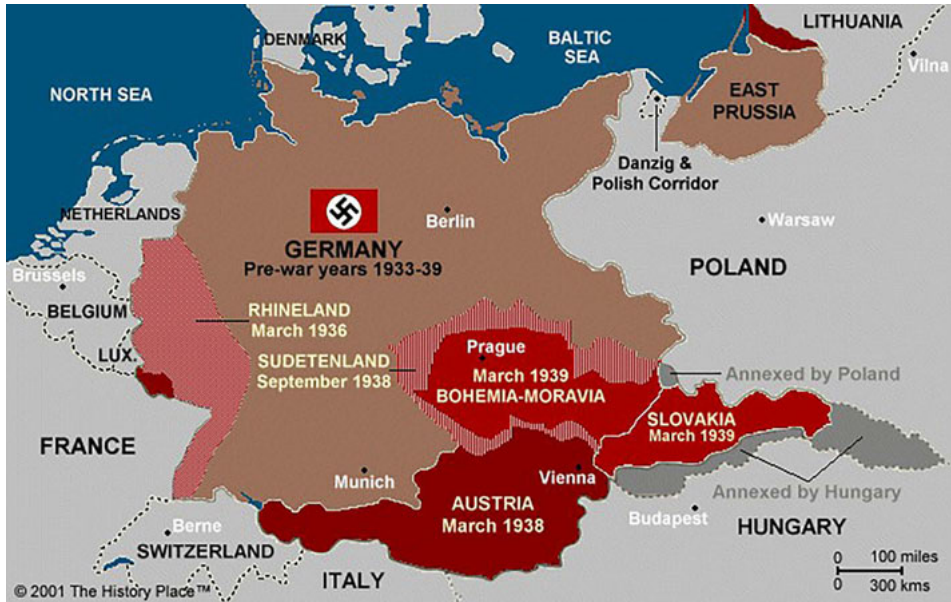 LITHUANIA
DENMARK
BALTIC
SEA
Vilna
NORTH SEA
EAST
PRUSSIA
Danzig &
Polish Corridor
NETHERLANDS
Berlin
Warsaw
GERMANY
Pre-war years 1933-39
POLAND
Brussels
BELGIUM
RHINELAND
March 1936
LUX.
SUDETENLAND
September 1938
Prague
March 1939
BOHEMIA-MORAVIA
Annexed by Poland
SLOVAKIA
March 1939
FRANCE
Munich
Vienna
Annexed by Hungary
AUSTRIA
March 1938
Budapest
HUNGARY
Berne
SWITZERLAND
ITALY
0 100 miles
0 300 kms
© 2001 The History Place™